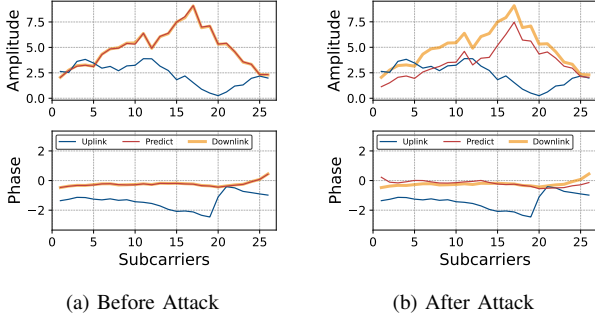 Amplitude
7.5
5.0
2.5
0.0
0 5 10 15 20 25
Uplink Predict Downlink
Phase
2
0
−2
0 5 10 15 20 25
Subcarriers
(a) Before Attack
Amplitude
7.5
5.0
2.5
0.0
0 5 10 15 20 25
Uplink Predict Downlink
Phase
2
0
−2
0 5 10 15 20 25
Subcarriers
(b) After Attack